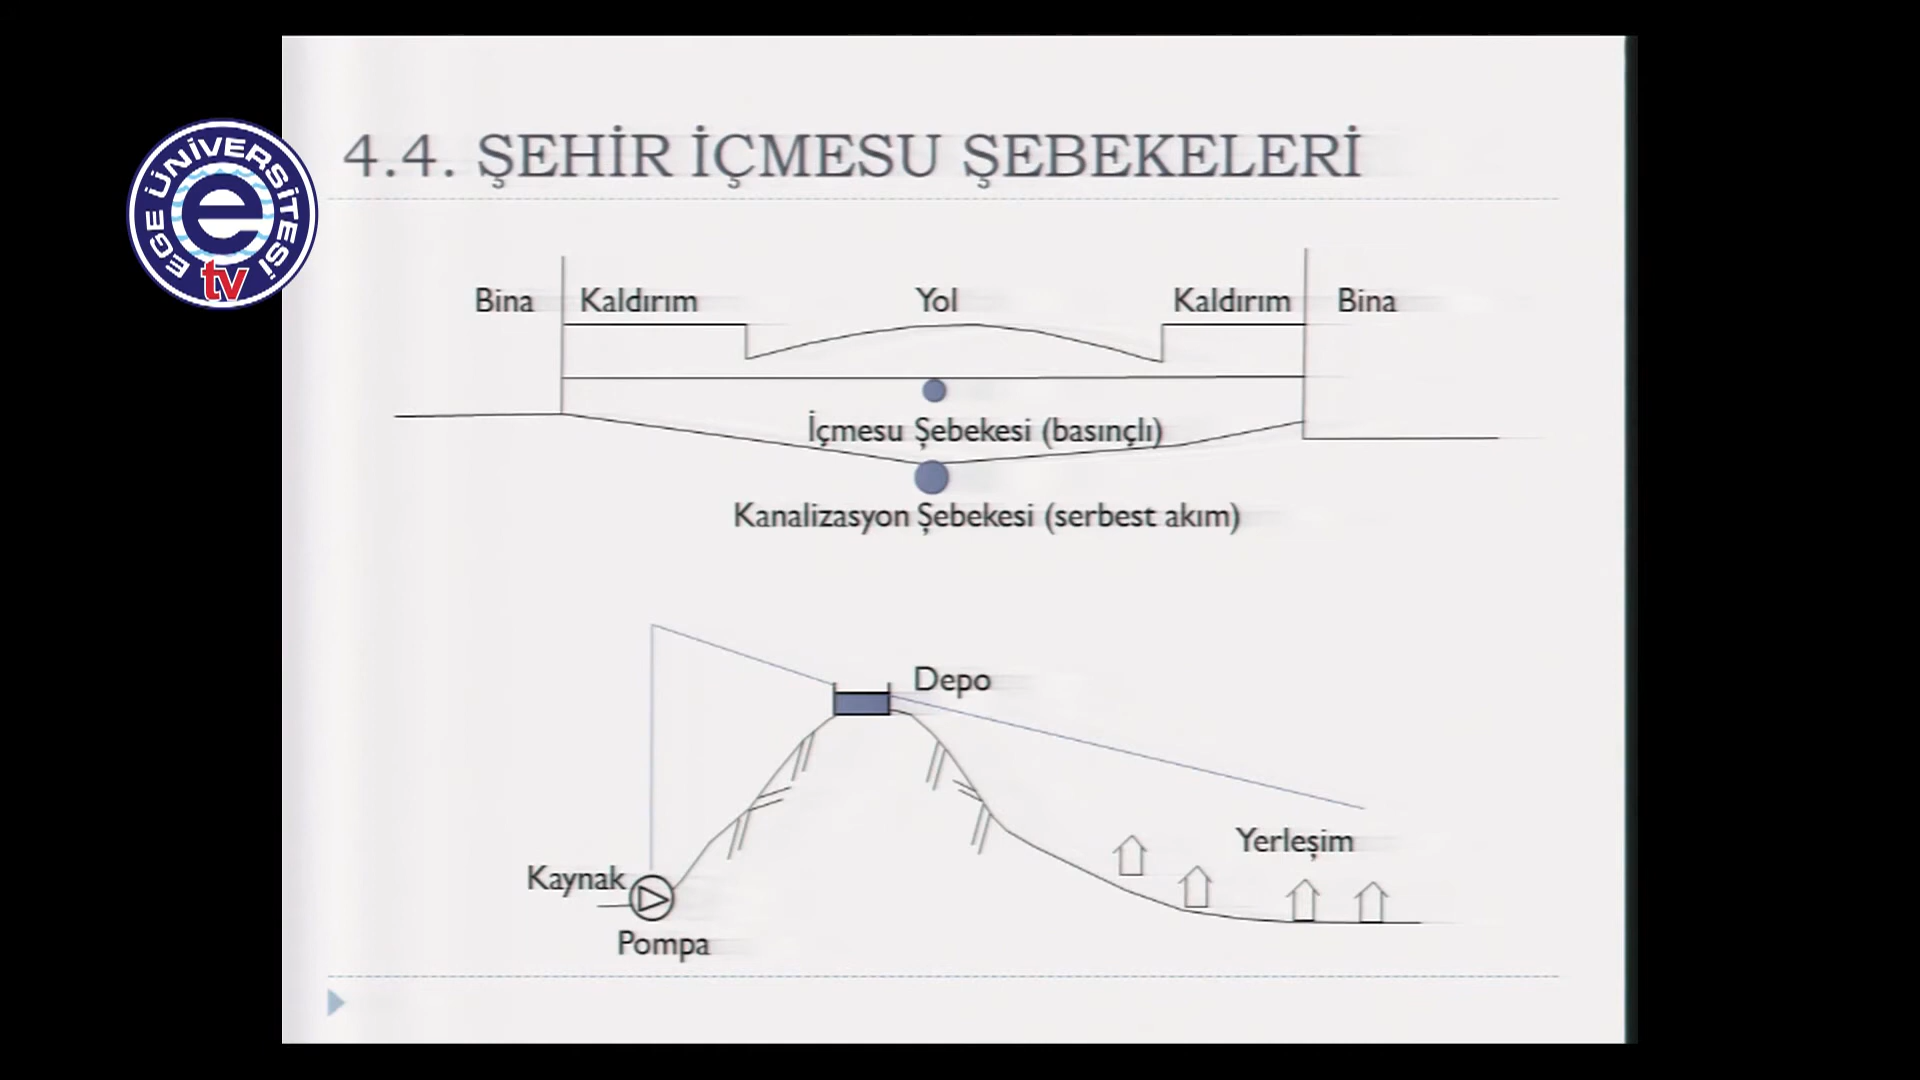 EGE ÜNİVERSİTESİ
e
tv
4.4. ŞEHİR İÇMESU ŞEBEKELERİ
Bina Kaldırım Yol Kaldırım Bina
İçmesu Şebekesi (basınçlı)
Kanalizasyon Şebekesi (serbest akım)
Depo
Yerleşim
Kaynak
Pompa